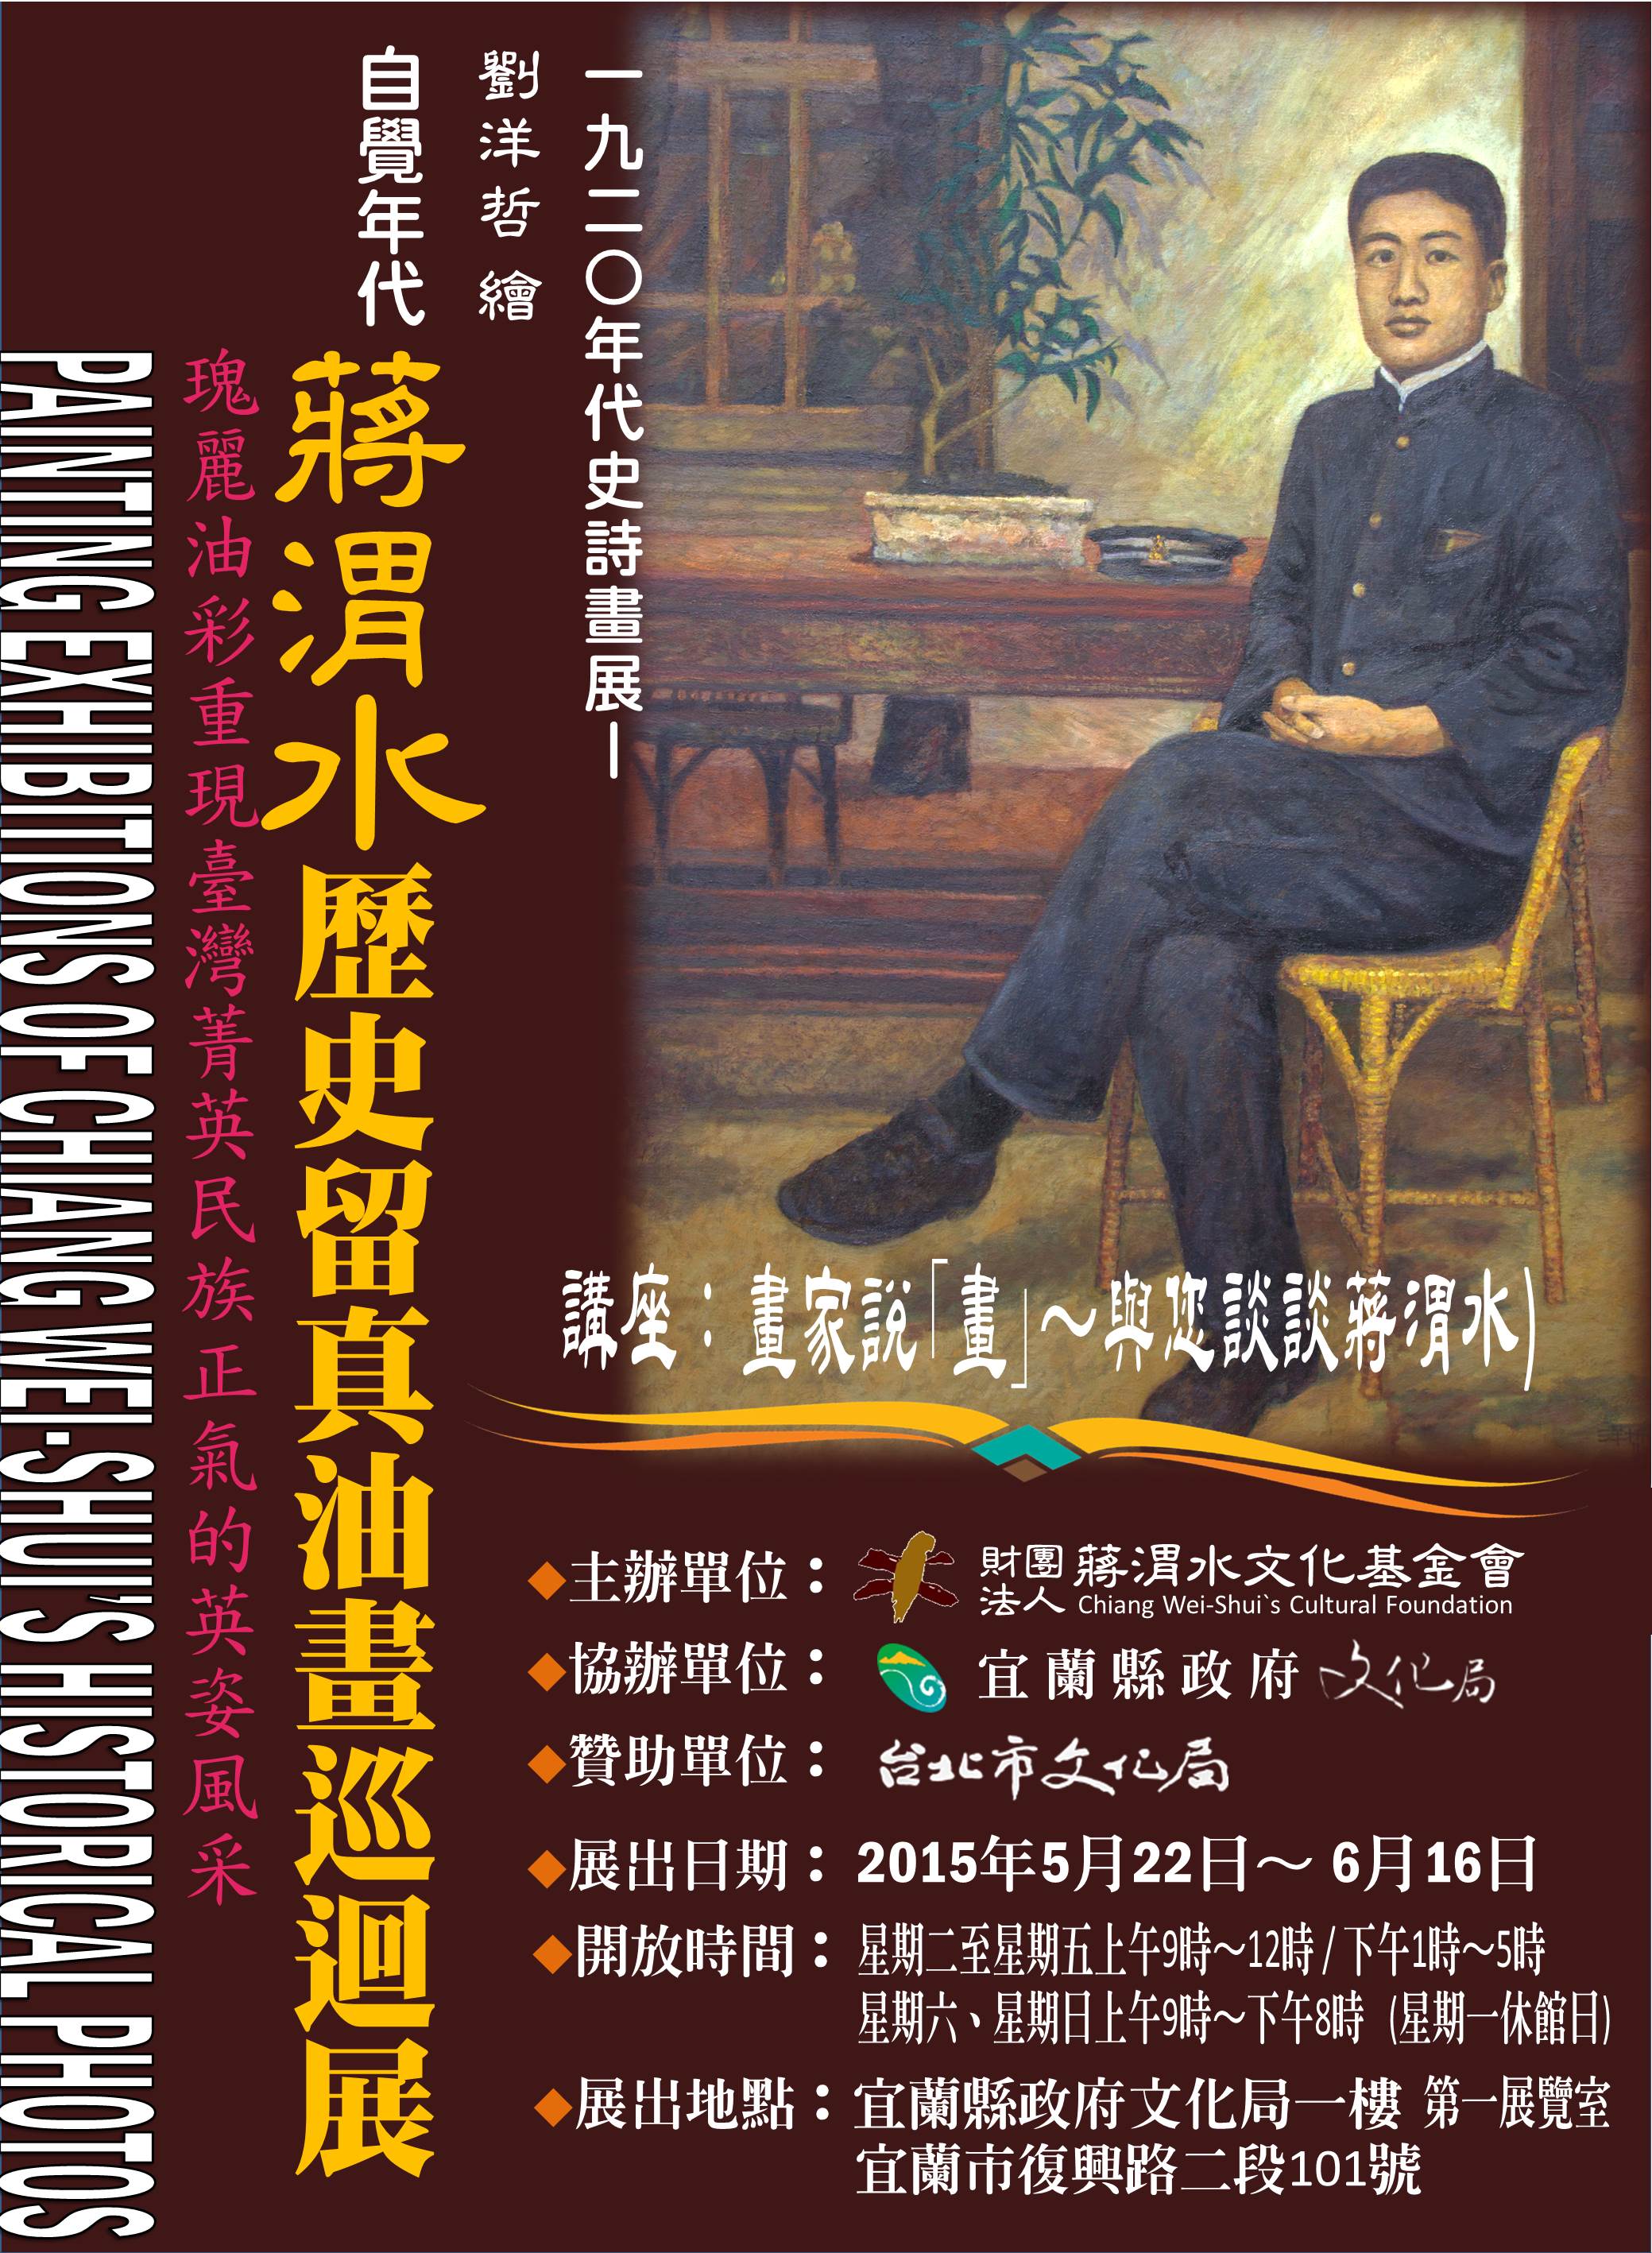 一九二〇年代史詩畫展—
劉洋哲 繪
自覺年代
蔣渭水歷史留真油畫巡迴展
瑰麗油彩重現臺灣菁英民族正氣的英姿風采
PAINTING EXHIBITIONS OF CHIANG WEI-SHUI'S HISTORICAL PHOTOS
講座：畫家說「畫」～與您談談蔣渭水)
◆主辦單位：財團法人 蔣渭水文化基金會
Chiang Wei-Shui`s Cultural Foundation
◆協辦單位：宜蘭縣政府文化局
◆贊助單位：台北市文化局
◆展出日期：2015年5月22日～ 6月16日
◆開放時間：星期二至星期五上午9時～12時 / 下午1時～5時
星期六、星期日上午9時～下午8時 (星期一休館日)
◆展出地點：宜蘭縣政府文化局一樓 第一展覽室
宜蘭市復興路二段101號